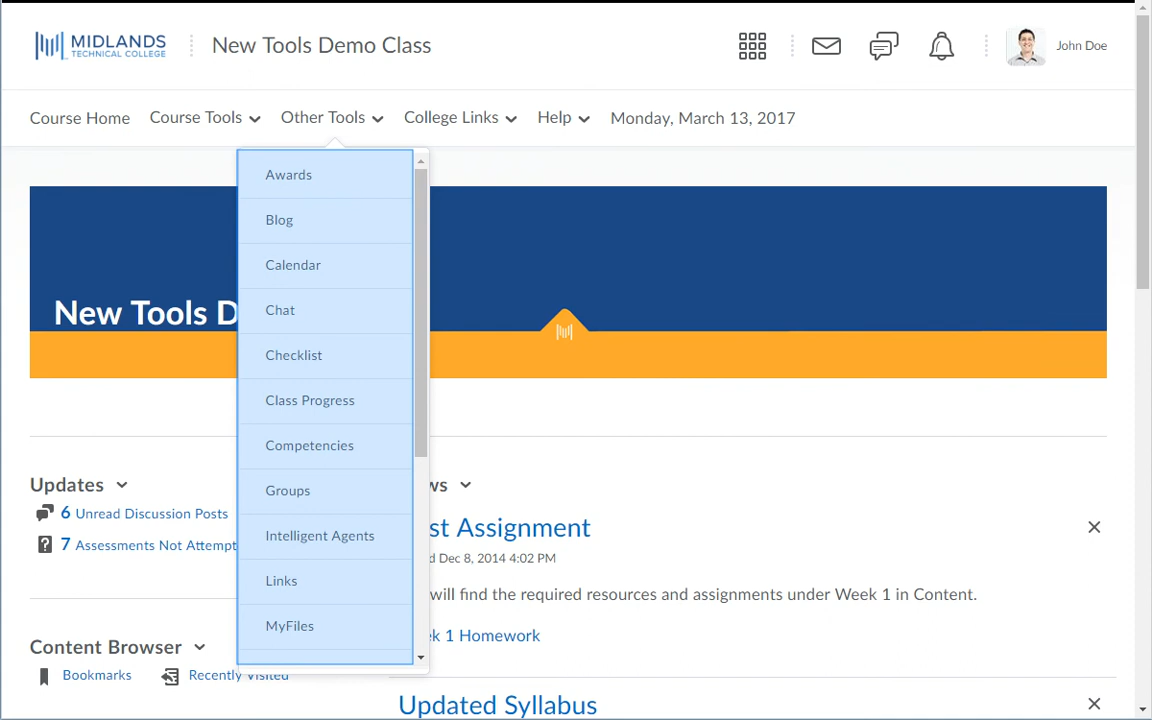 MIDLANDS
TECHNICAL COLLEGE
New Tools Demo Class
John Doe
Course Home
Course Tools
Other Tools
College Links
Help
Monday, March 13, 2017
Awards
Blog
Calendar
Chat
Checklist
Class Progress
Competencies
Groups
Intelligent Agents
Links
MyFiles
New Tools D
Updates
6 Unread Discussion Posts
7 Assessments Not Attempt
Content Browser
Bookmarks
Recently Visited
ws
st Assignment
d Dec 8, 2014 4:02 PM
will find the required resources and assignments under Week 1 in Content.
ek 1 Homework
Updated Syllabus